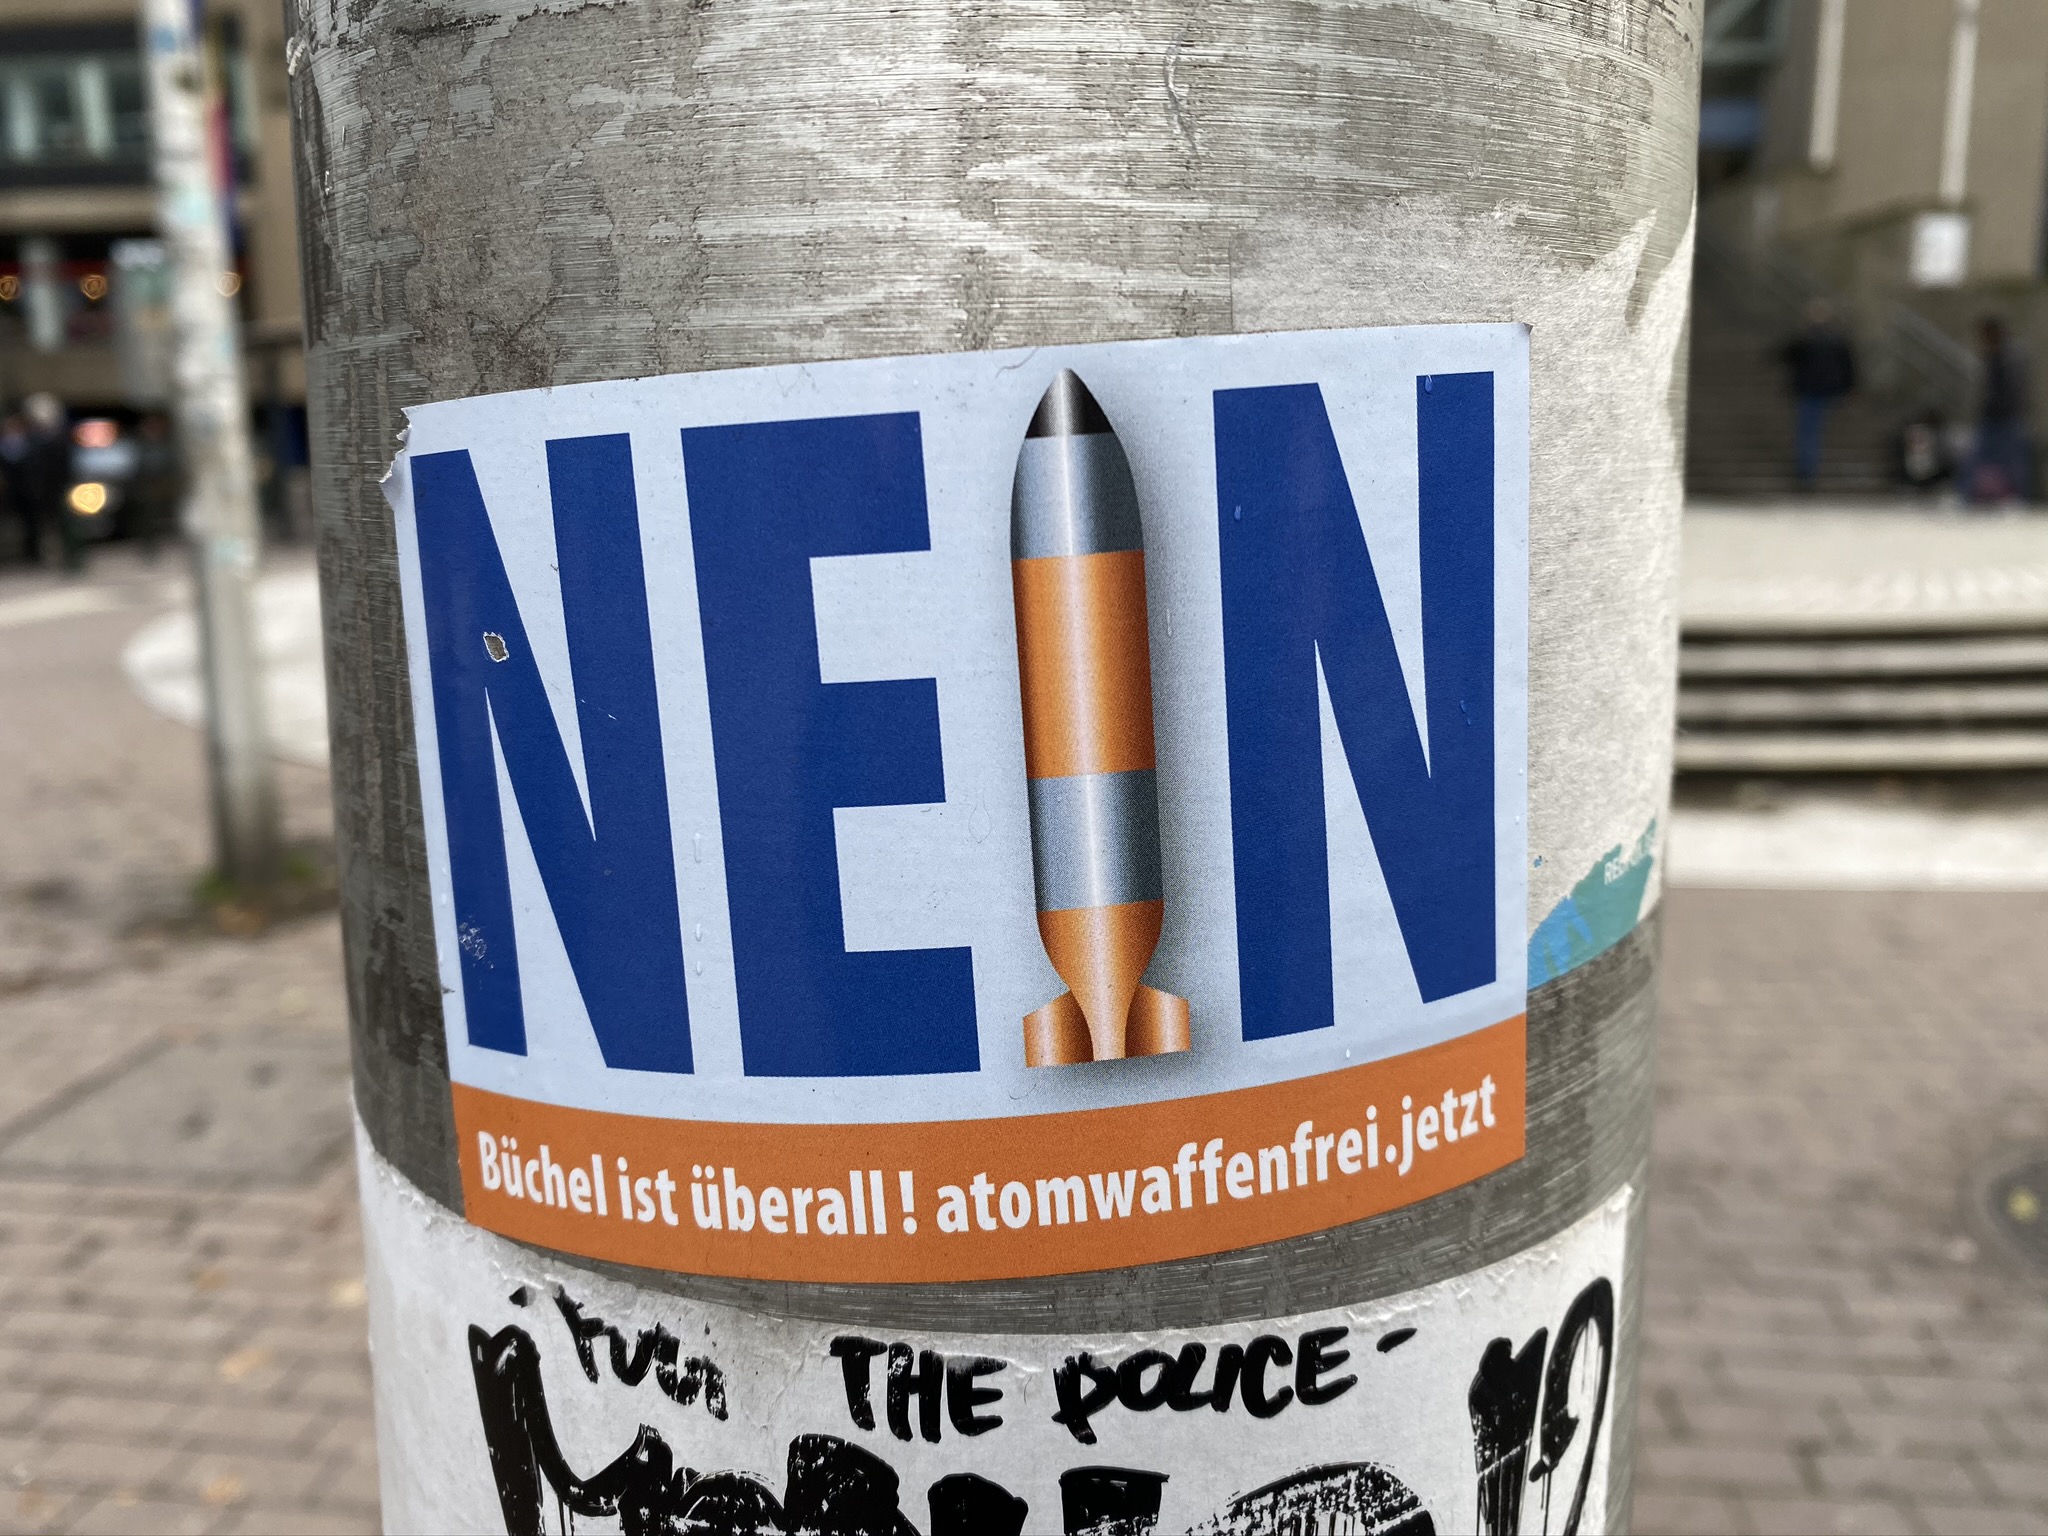 NEIN
Büchel ist überall! atomwaffenfrei.jetzt
THE POLICE -